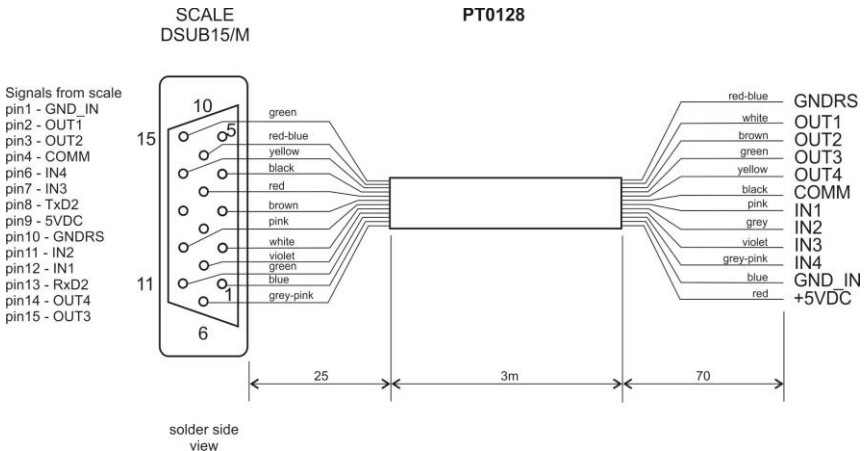 SCALE
DSUB15/M
PT0128
Signals from scale
pin1 - GND_IN
pin2 - OUT1
pin3 - OUT2
pin4 - COMM
pin6 - IN4
pin7 - IN3
pin8 - TxD2
pin9 - 5VDC
pin10 - GNDRS
pin11 - IN2
pin12 - IN1
pin13 - RxD2
pin14 - OUT4
pin15 - OUT3
10
15
5
11
1
6
green
red-blue
yellow
black
red
brown
pink
white
violet
green
blue
grey-pink
red-blue GNDRS
white OUT1
brown OUT2
green OUT3
yellow OUT4
black COMM
pink IN1
grey IN2
violet IN3
grey-pink IN4
blue GND_IN
red +5VDC
25
3m
70
solder side
view